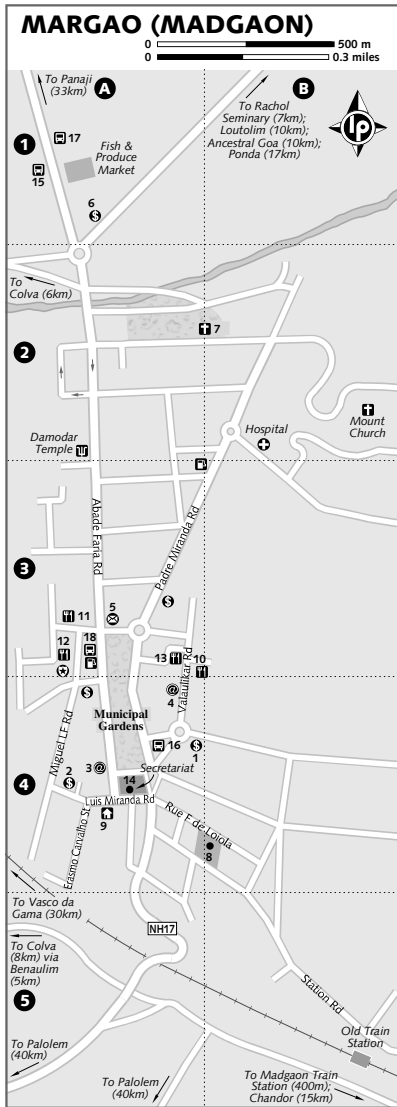 MARGAO (MADGAON)
0 500 m
0 0.3 miles
To Panaji
(33km)
A
B
To Rachol
Seminary (7km);
Loutolim (10km);
Ancestral Goa (10km);
Ponda (17km)
lp
1
17
Fish &
Produce
Market
15
6
$
To
Colva (6km)
7
2
Mount
Church
Hospital
Damodar
Temple
Abade Faria Rd
Padre Miranda Rd
3
$
11
5
12
18
13
10
Valaulikar Rd
@
4
$
Municipal
Gardens
Miguel LF Rd
16
$
1
Secretariat
4
2
$
3 @
14
Luis Miranda Rd
9
Erasmo Carvalho St
Rue F de Loiola
8
To Vasco da
Gama (30km)
NH17
To Colva
(8km) via
Benaulim
(5km)
Station Rd
5
Old Train
Station
To Palolem
(40km)
To Palolem
(40km)
To Madgaon Train
Station (400m);
Chandor (15km)